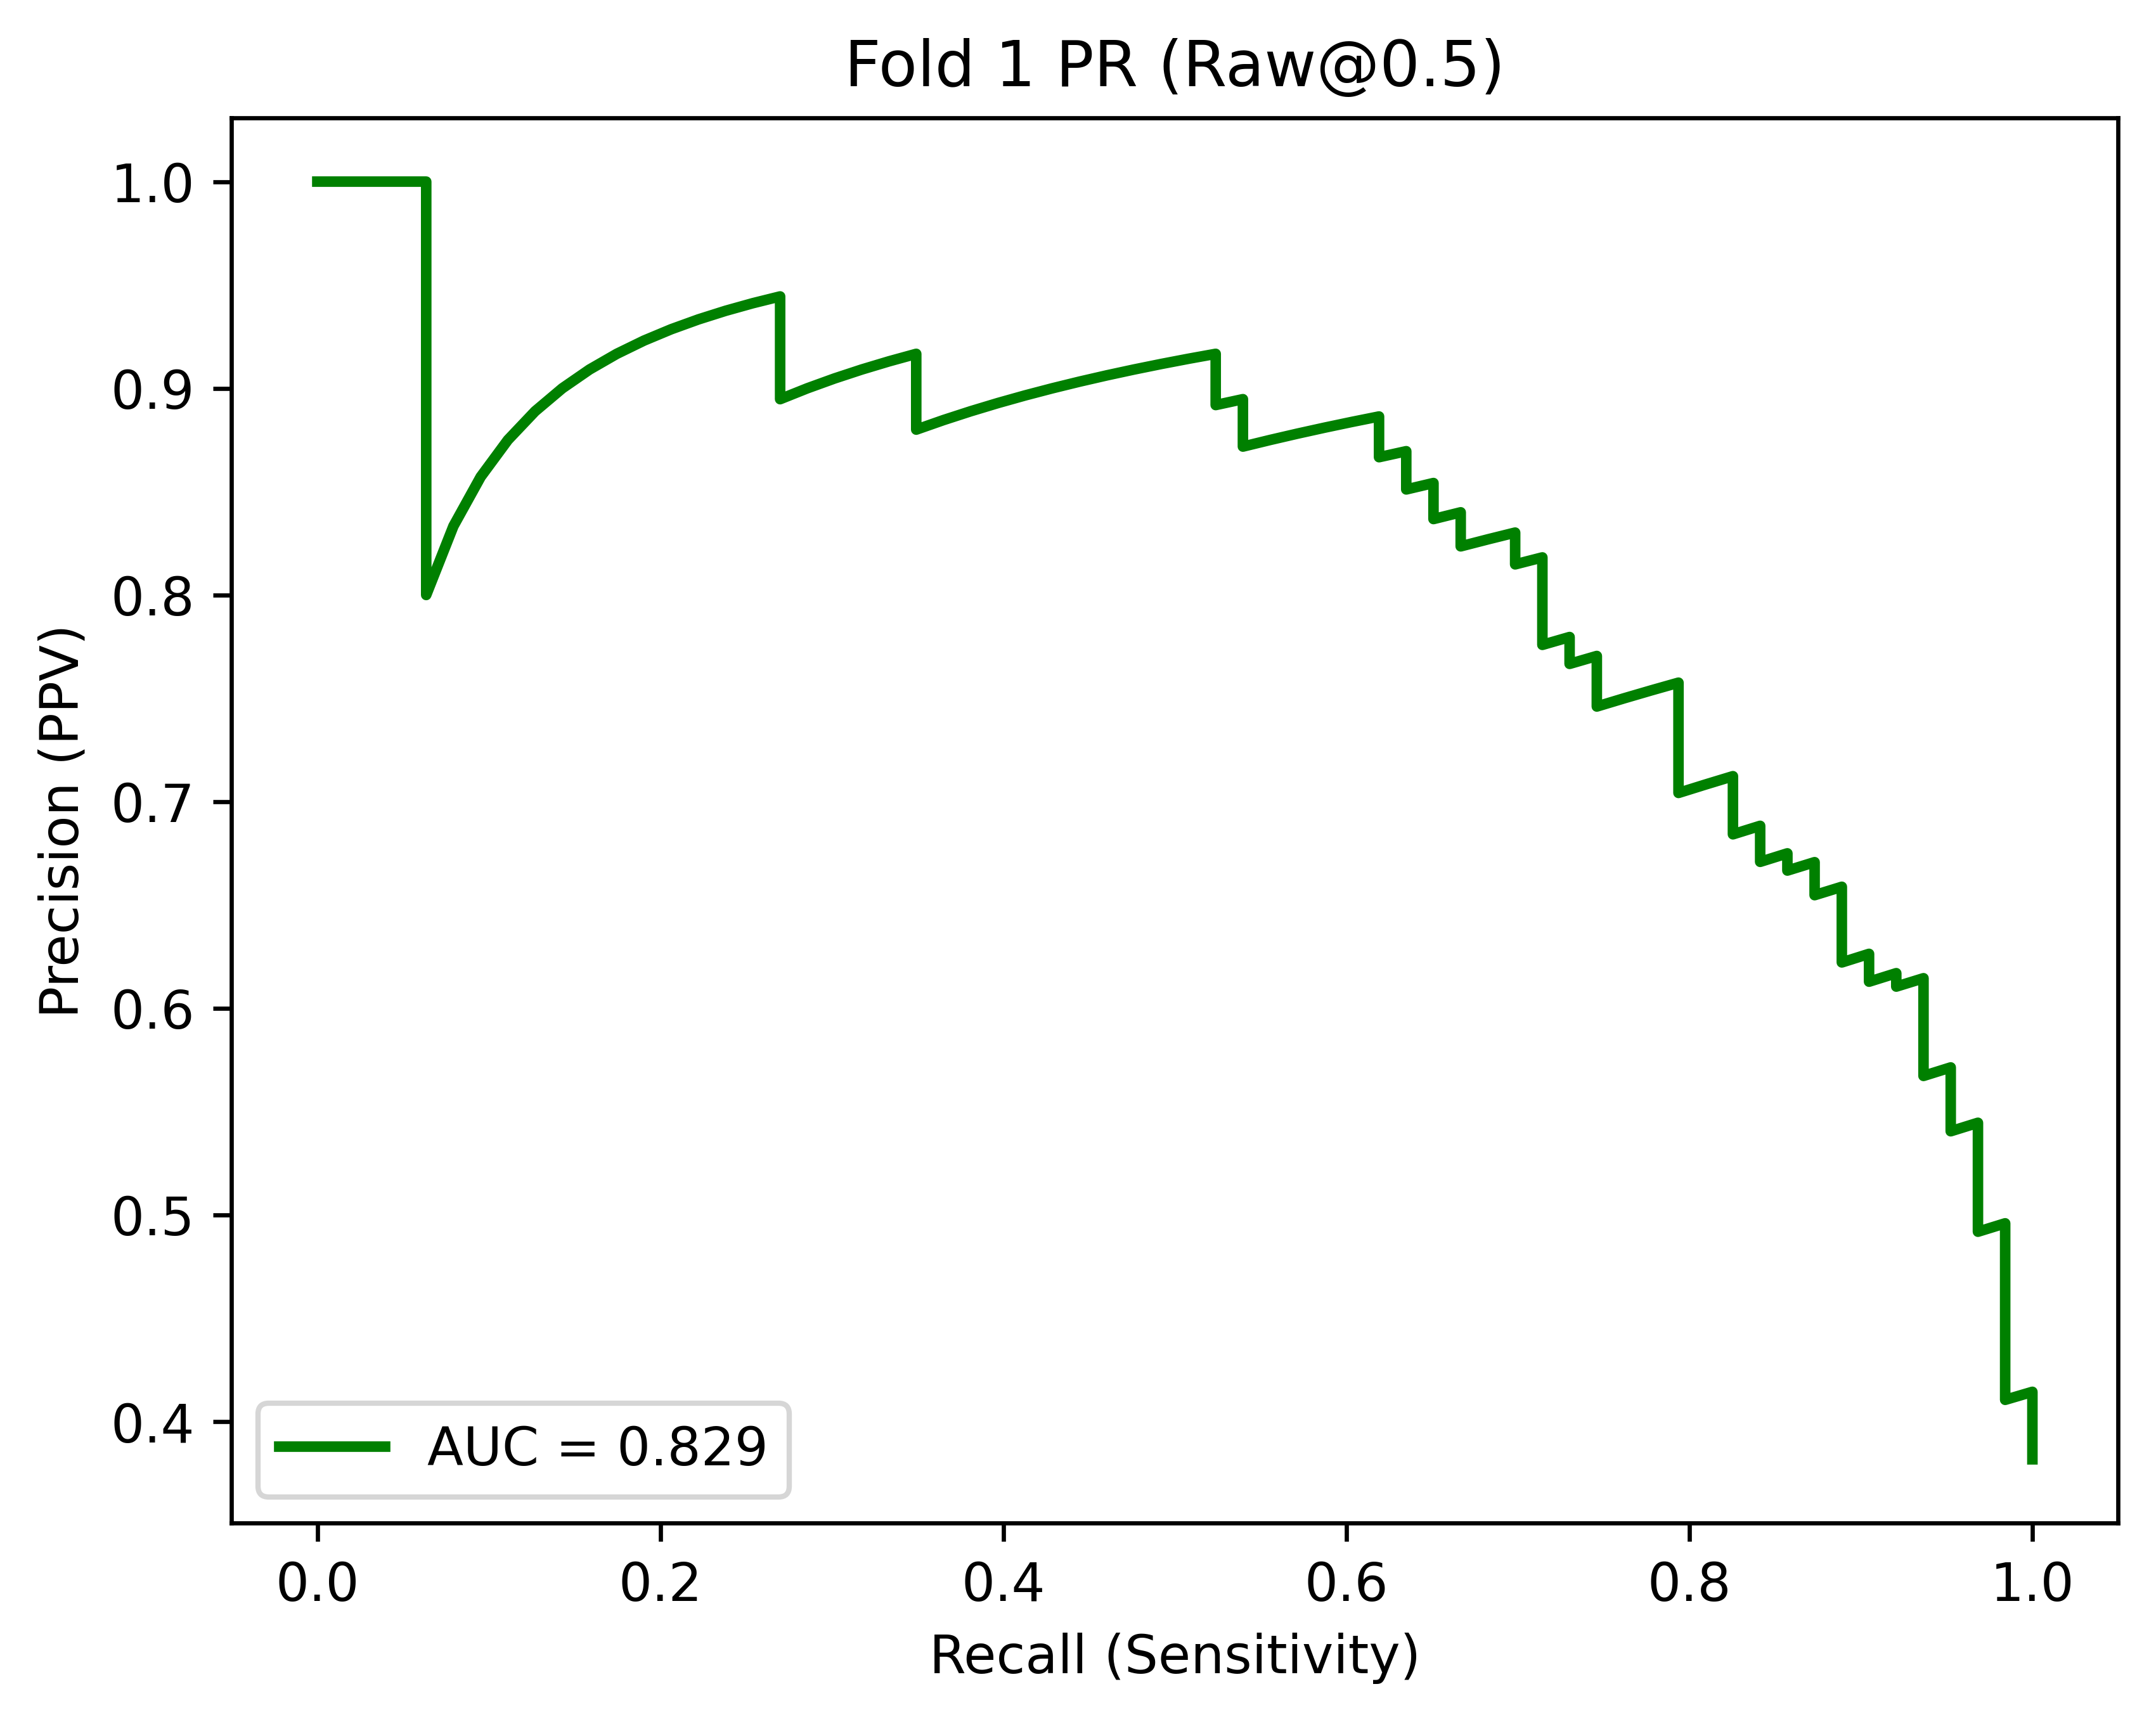 Fold 1 PR (Raw@0.5)
Precision (PPV)
1.0
0.9
0.8
0.7
0.6
0.5
0.4
AUC = 0.829
0.0 0.2 0.4 0.6 0.8 1.0
Recall (Sensitivity)